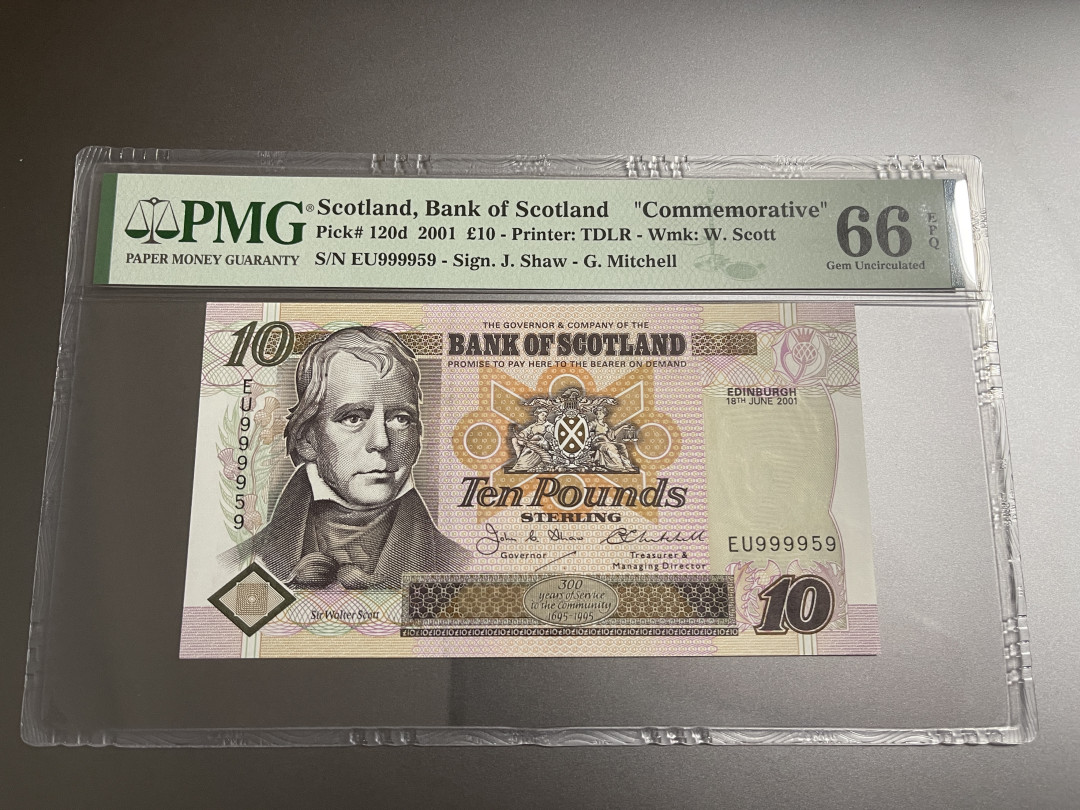 PMG®
PAPER MONEY GUARANTY
Scotland, Bank of Scotland "Commemorative"
Pick# 120d 2001 £10 - Printer: TDLR - Wmk: W. Scott
S/N EU999959 - Sign. J. Shaw - G. Mitchell
66
Gem Uncirculated
EPQ
10
THE GOVERNOR & COMPANY OF THE
BANK OF SCOTLAND
PROMISE TO PAY HERE TO THE BEARER ON DEMAND
EU999959
EDINBURGH
18TH JUNE 2001
Ten Pounds
STERLING
EU999959
Governor
Treasurer &
Managing Director
300
years of Service
to the community
1695-1995
Sir Walter Scott
10